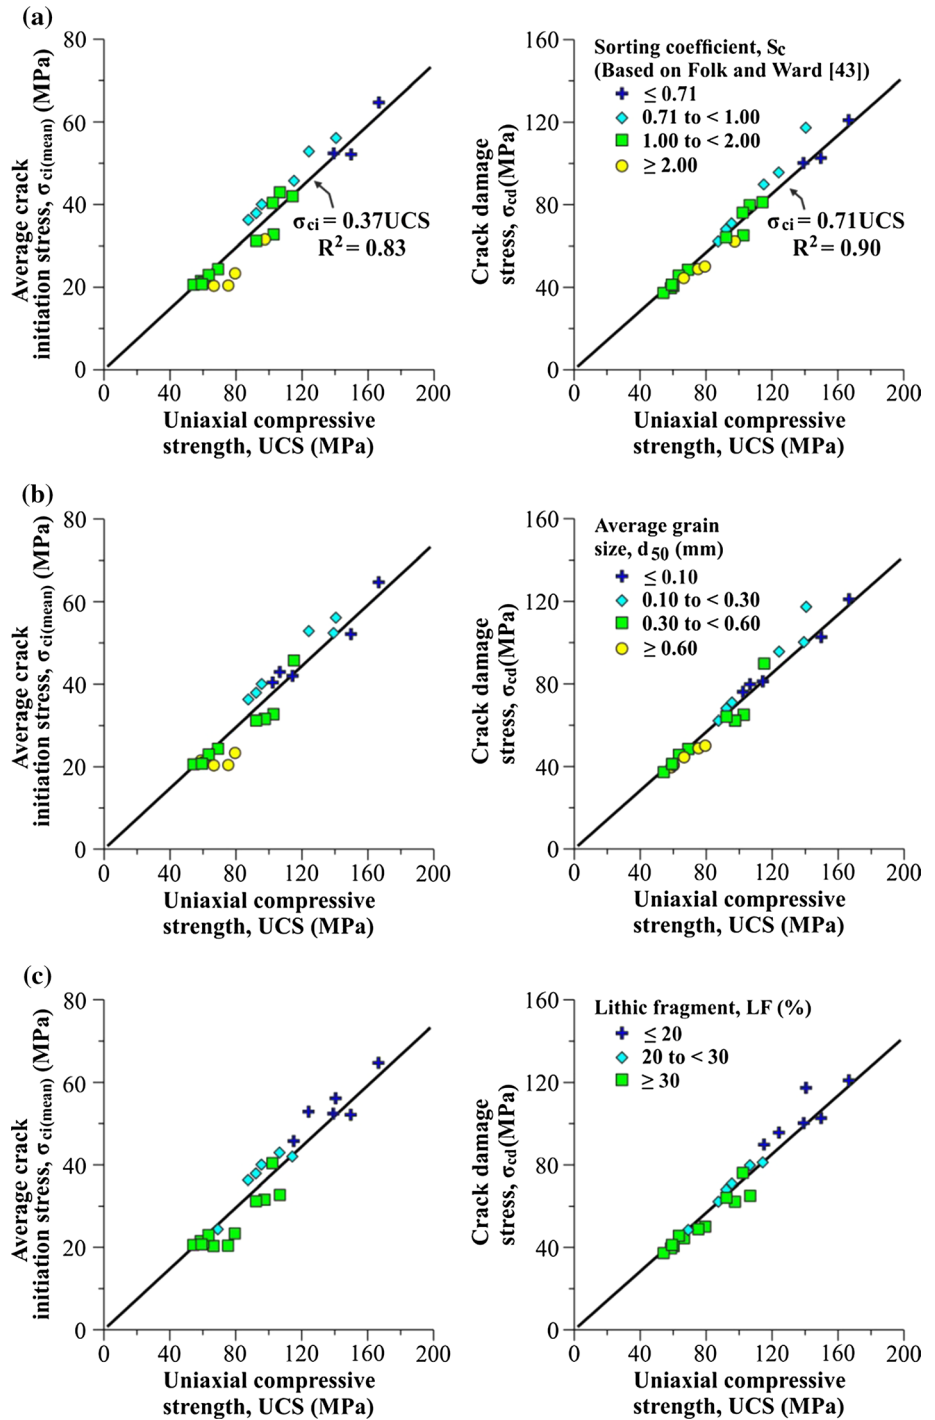 (a)
80
60
40
20
0
0 40 80 120 160 200
Average crack
initiation stress, σci(mean) (MPa)
Uniaxial compressive
strength, UCS (MPa)
σci = 0.37UCS
R2 = 0.83
160
120
80
40
0
0 40 80 120 160 200
Crack damage
stress, σcd(MPa)
Uniaxial compressive
strength, UCS (MPa)
Sorting coefficient, Sc
(Based on Folk and Ward [43])
≤ 0.71
0.71 to < 1.00
1.00 to < 2.00
≥ 2.00
σci = 0.71UCS
R2 = 0.90
(b)
80
60
40
20
0
0 40 80 120 160 200
Average crack
initiation stress, σci(mean) (MPa)
Uniaxial compressive
strength, UCS (MPa)
160
120
80
40
0
0 40 80 120 160 200
Crack damage
stress, σcd(MPa)
Uniaxial compressive
strength, UCS (MPa)
Average grain
size, d50 (mm)
≤ 0.10
0.10 to < 0.30
0.30 to < 0.60
≥ 0.60
(c)
80
60
40
20
0
0 40 80 120 160 200
Average crack
initiation stress, σci(mean) (MPa)
Uniaxial compressive
strength, UCS (MPa)
160
120
80
40
0
0 40 80 120 160 200
Crack damage
stress, σcd(MPa)
Uniaxial compressive
strength, UCS (MPa)
Lithic fragment, LF (%)
≤ 20
20 to < 30
≥ 30